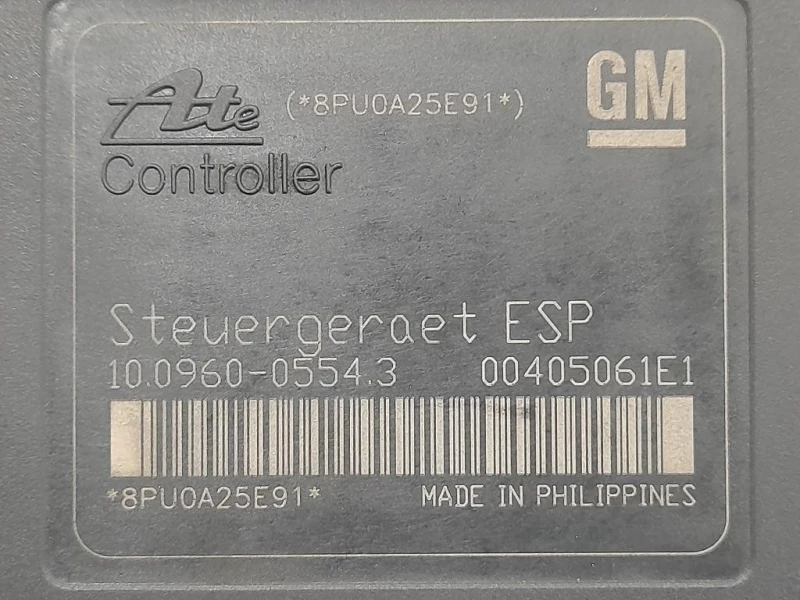 Ate (*8PU0A25E91*) GM
Controller
Steuergeraet ESP
10.0960-0554.3 00405061E1
*8PU0A25E91* MADE IN PHILIPPINES